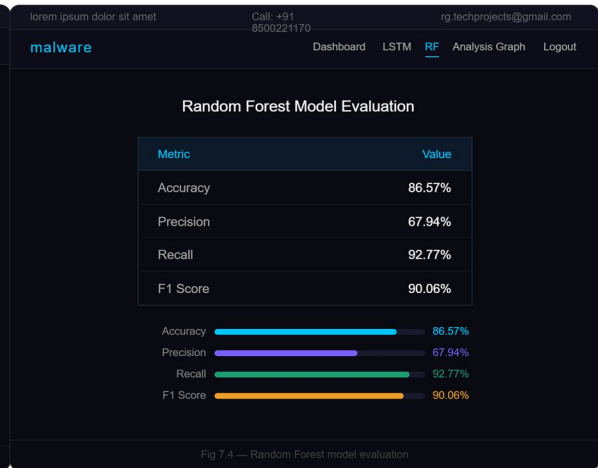 lorem ipsum dolor sit amet
Call: +91 8500221170
rg.techprojects@gmail.com
malware
Dashboard LSTM RF Analysis Graph Logout
Random Forest Model Evaluation
Metric Value
Accuracy 86.57%
Precision 67.94%
Recall 92.77%
F1 Score 90.06%
Accuracy 86.57%
Precision 67.94%
Recall 92.77%
F1 Score 90.06%
Fig 7.4 — Random Forest model evaluation